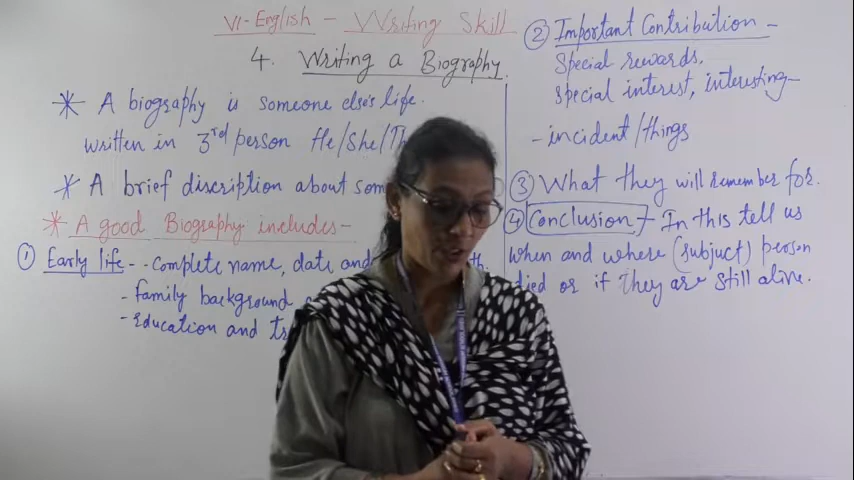 VI-English - Writing Skill
4. Writing a Biography
* A biography is someone else's life.
written in 3rd person He/She/Th
* A brief discription about som
* A good Biography includes-
① Early life - - complete name, date and th.
- family background
- Education and
② Important Contribution -
Special rewards.
Special interest, interesting-
- incident/things
③ What they will remember for.
④ Conclusion - In this tell us
when and where (subjuct) person
died or if they are still alive.